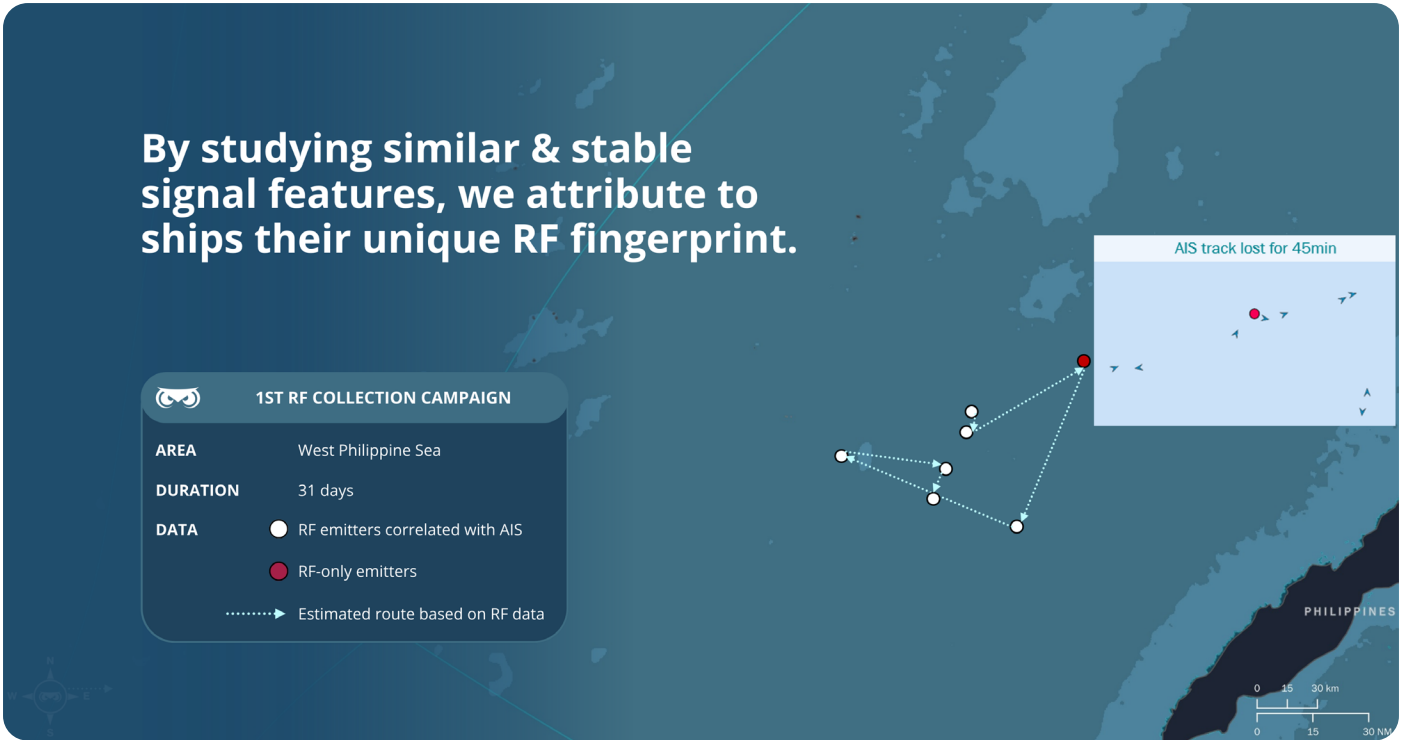 By studying similar & stable
signal features, we attribute to
ships their unique RF fingerprint.
AIS track lost for 45min
1ST RF COLLECTION CAMPAIGN
AREA West Philippine Sea
DURATION 31 days
DATA RF emitters correlated with AIS
RF-only emitters
Estimated route based on RF data
PHILIPPINES
N
W E
S
0 15 30 km
0 15 30 NM